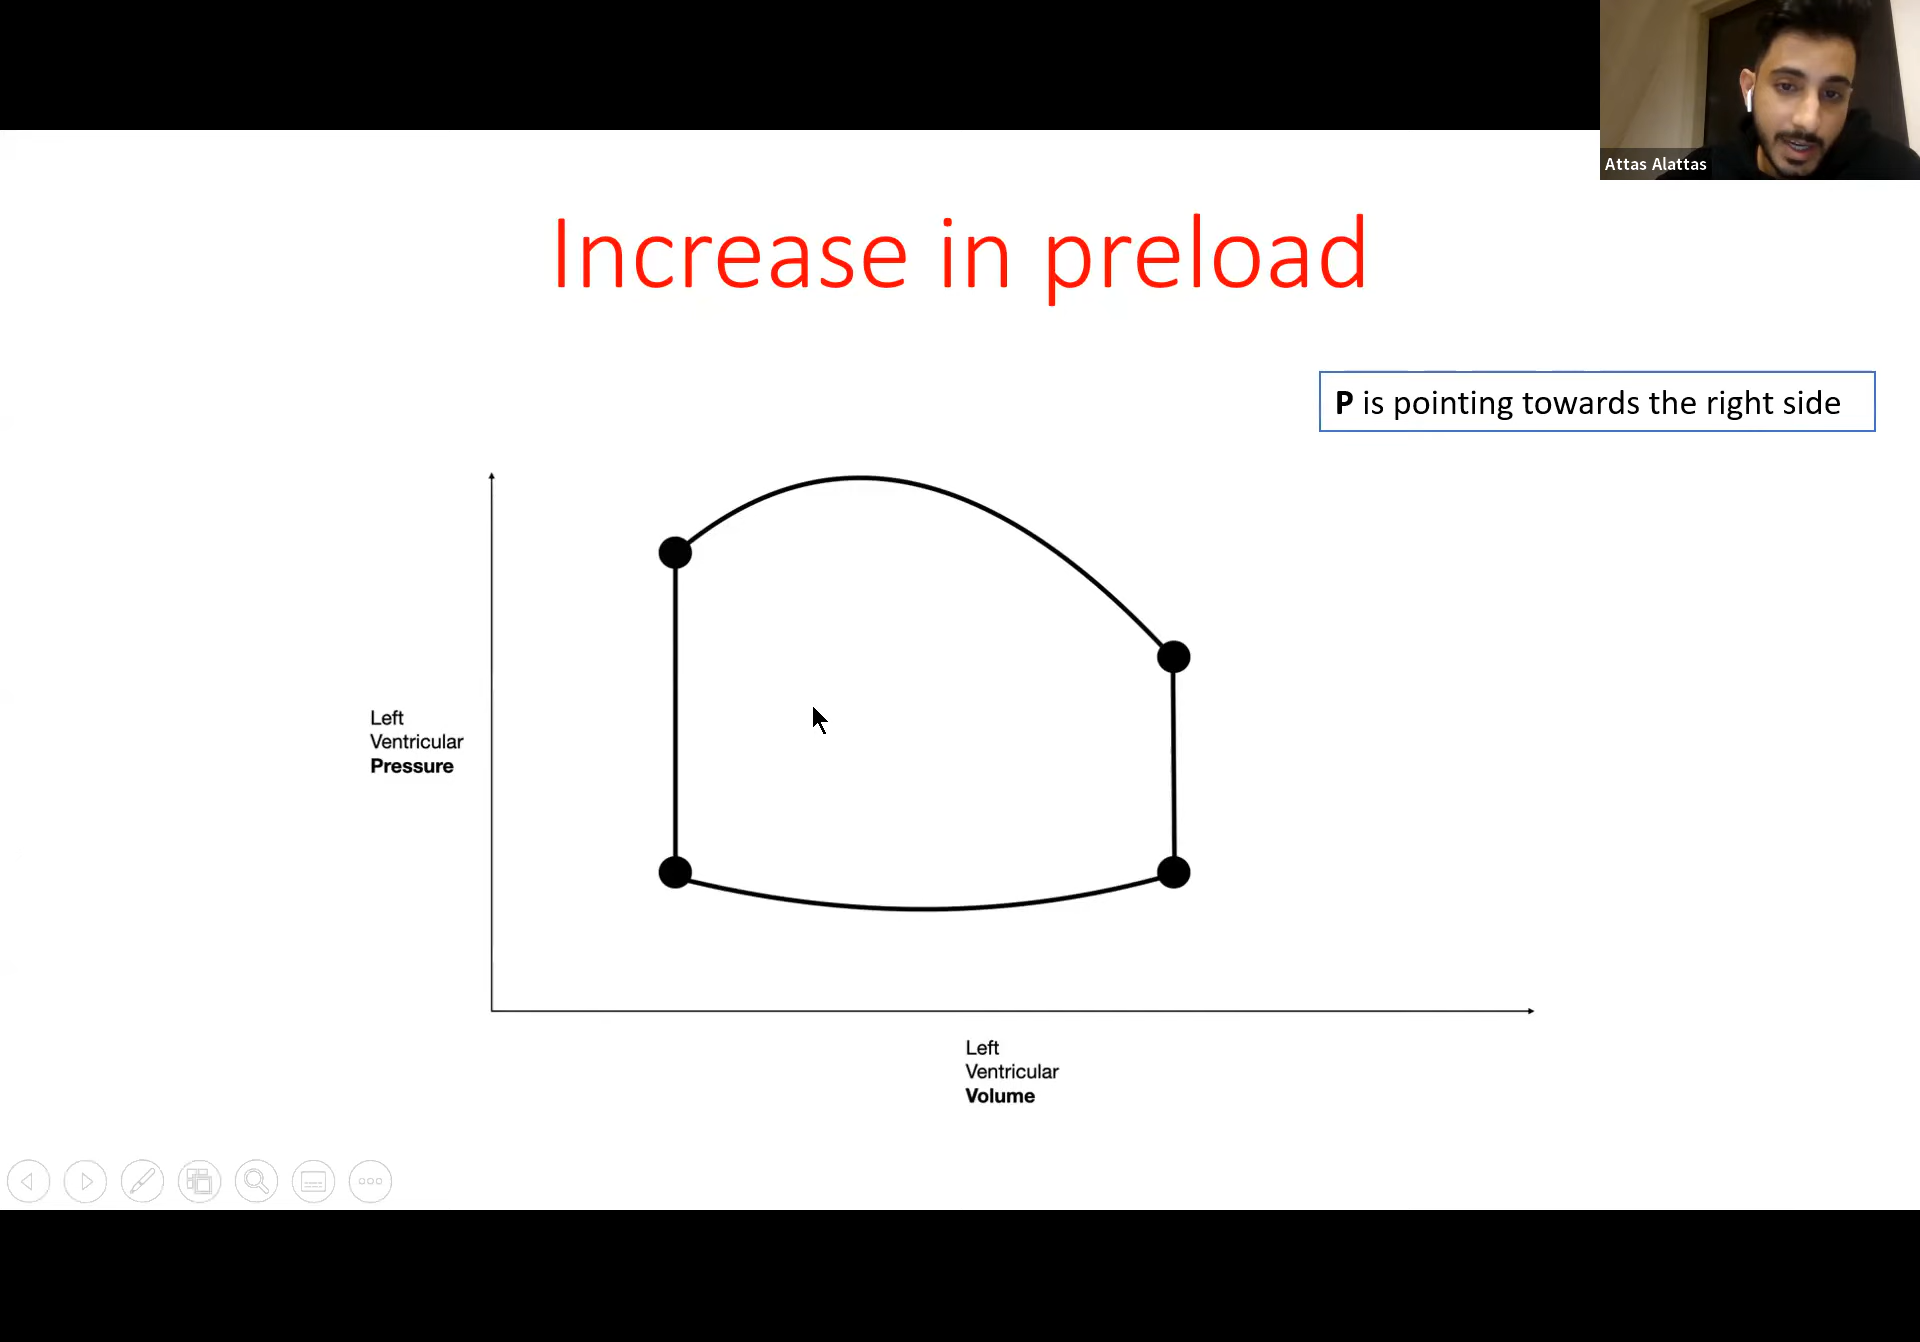 Attas Alattas
Increase in preload
P is pointing towards the right side
Left
Ventricular
Pressure
Left
Ventricular
Volume